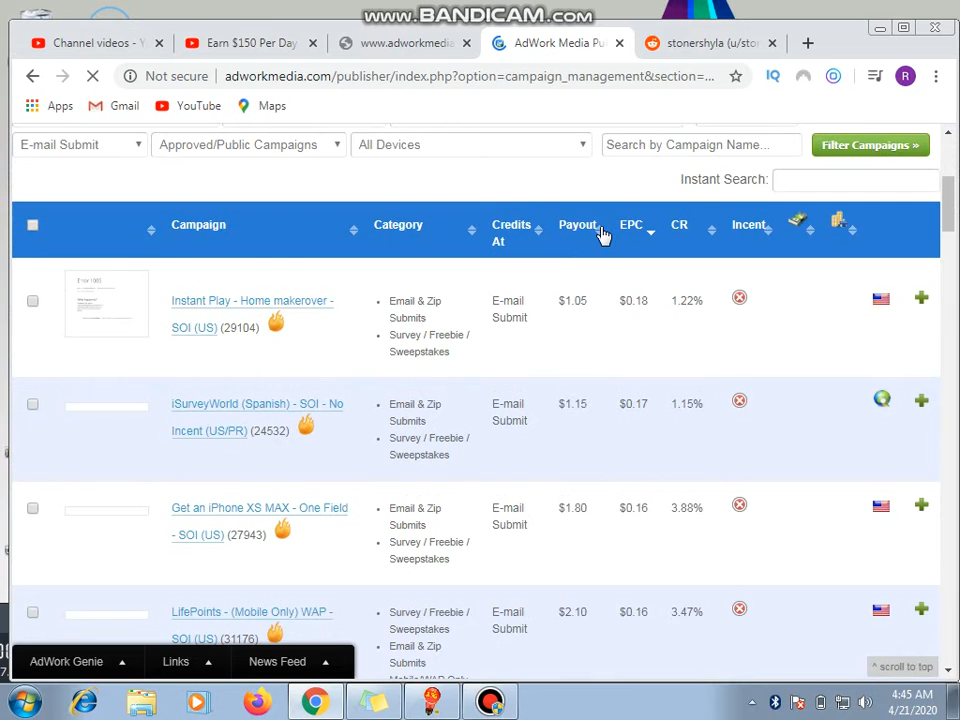 www.BANDICAM.com
Channel videos - Y
Earn $150 Per Day
www.adworkmedia
AdWork Media Pu
stonershyla (u/sto
Not secure
adworkmedia.com/publisher/index.php?option=campaign_management&section=...
IQ
R
Apps
Gmail
YouTube
Maps
E-mail Submit
Approved/Public Campaigns
All Devices
Search by Campaign Name...
Filter Campaigns »
Instant Search:
Campaign
Category
Credits At
Payout
EPC
CR
Incent
Instant Play - Home makeover -
SOI (US) (29104)
Email & Zip
Submits
Survey / Freebie /
Sweepstakes
E-mail
Submit
$1.05
$0.18
1.22%
iSurveyWorld (Spanish) - SOI - No
Incent (US/PR) (24532)
Email & Zip
Submits
Survey / Freebie /
Sweepstakes
E-mail
Submit
$1.15
$0.17
1.15%
Get an iPhone XS MAX - One Field
- SOI (US) (27943)
Email & Zip
Submits
Survey / Freebie /
Sweepstakes
E-mail
Submit
$1.80
$0.16
3.88%
LifePoints - (Mobile Only) WAP -
SOI (US) (31176)
Survey / Freebie /
Sweepstakes
Email & Zip
Submits
Mobile/WAP Only
E-mail
Submit
$2.10
$0.16
3.47%
AdWork Genie
Links
News Feed
^ scroll to top
4:45 AM
4/21/2020